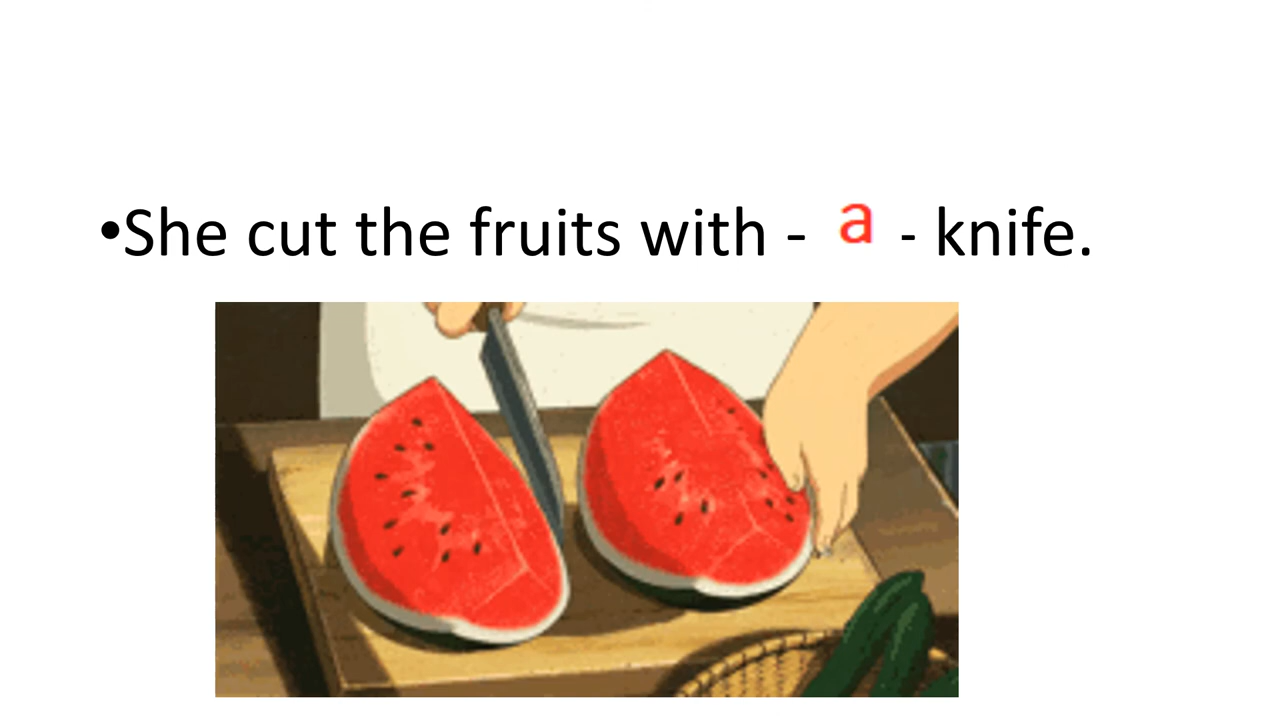 •She cut the fruits with - a - knife.